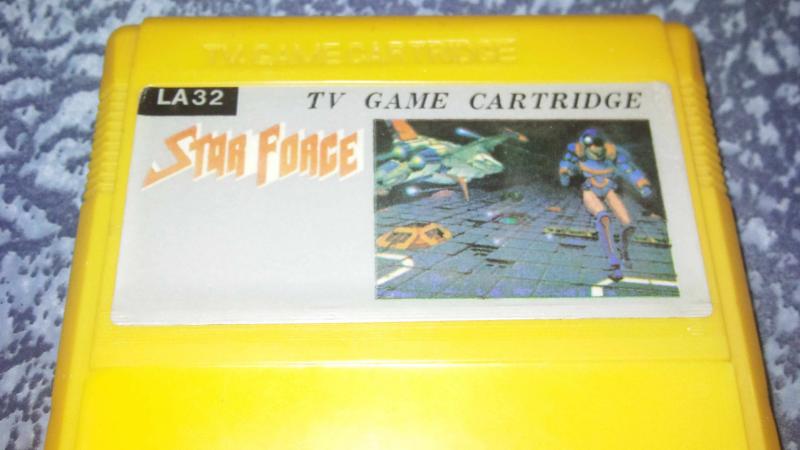 TV GAME CARTRIDGE
LA32 TV GAME CARTRIDGE
STAR FORCE